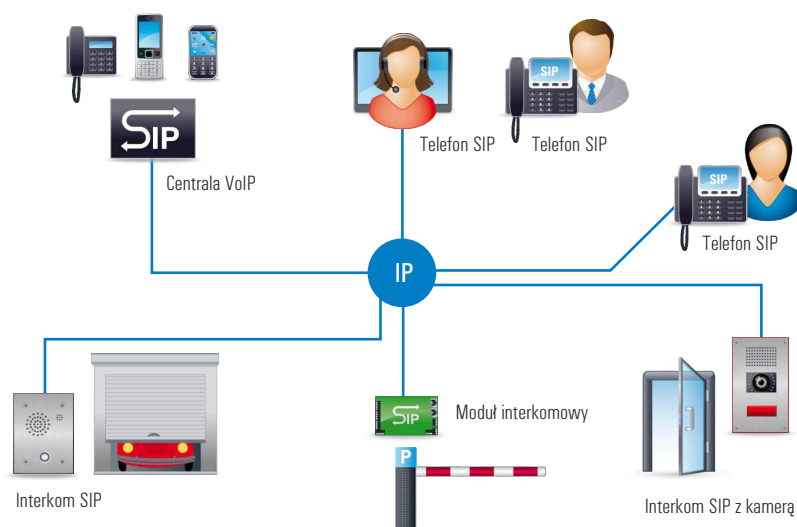 SIP
Telefon SIP
SIP
Telefon SIP
Centrala VoIP
SIP
Telefon SIP
IP
SIP
Moduł interkomowy
P
Interkom SIP
Interkom SIP z kamerą